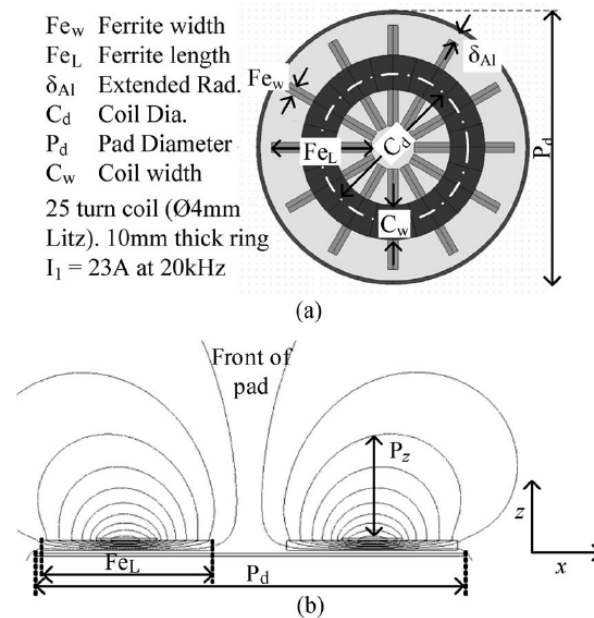 Fe_w Ferrite width
Fe_L Ferrite length
δ_Al Extended Rad.
C_d Coil Dia.
P_d Pad Diameter
C_w Coil width
25 turn coil (Ø4mm
Litz). 10mm thick ring
I_1 = 23A at 20kHz
Fe_w
δ_Al
Fe_L
C_d
C_w
P_d
(a)
Front of
pad
P_z
z
x
Fe_L
P_d
(b)